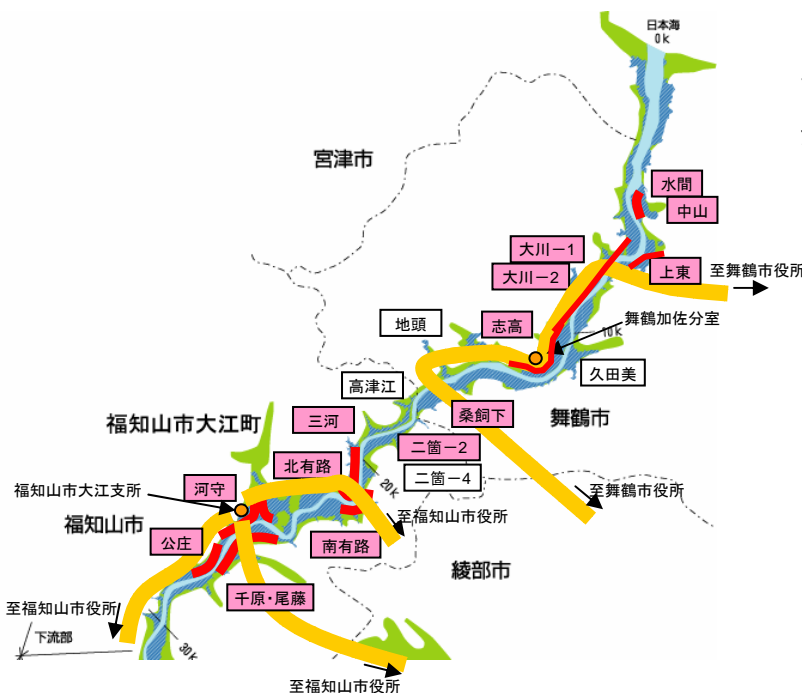 日本海
0k
宮津市
水間
中山
大川－1
大川－2
上東
至舞鶴市役所
地頭
志高
舞鶴加佐分室
10k
久田美
高津江
桑飼下
舞鶴市
福知山市大江町
三河
二箇－2
二箇－4
北有路
20k
至舞鶴市役所
福知山市大江支所
河守
至福知山市役所
福知山市
公庄
南有路
綾部市
千原・尾藤
至福知山市役所
下流部
30k
至福知山市役所